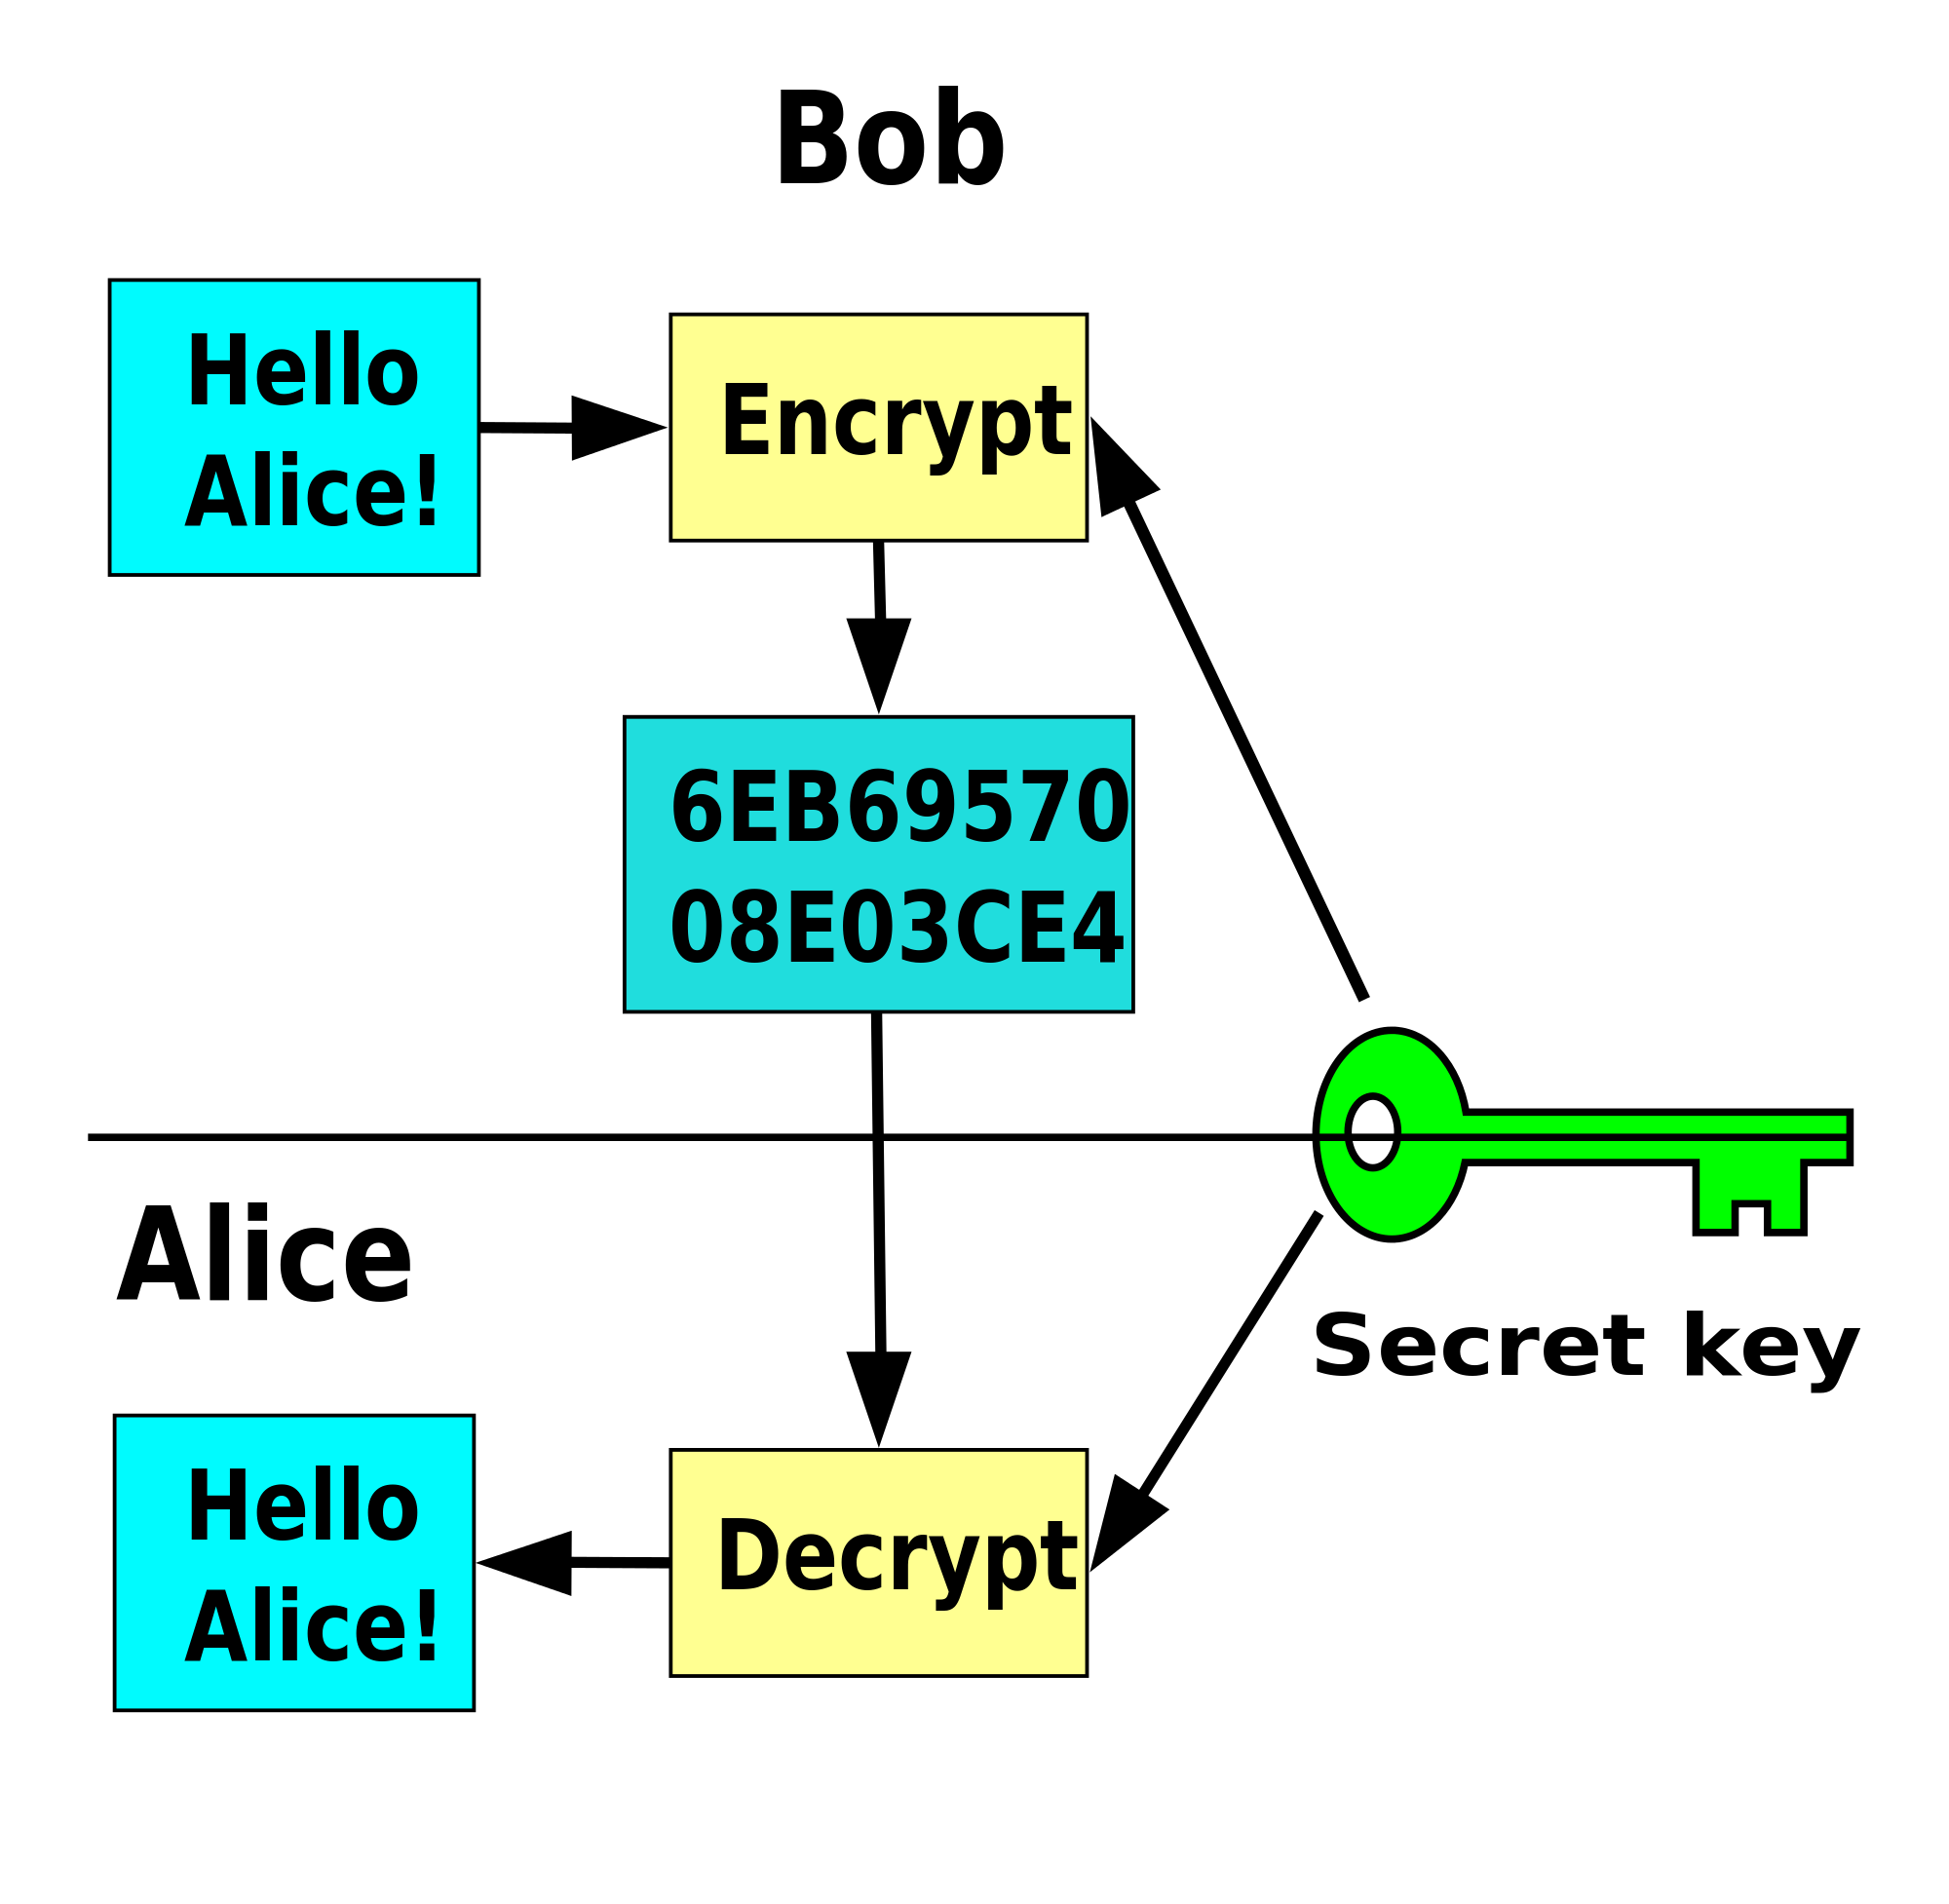 Bob
Hello
Alice!
Encrypt
6EB69570
08E03CE4
Alice
Secret key
Hello
Alice!
Decrypt